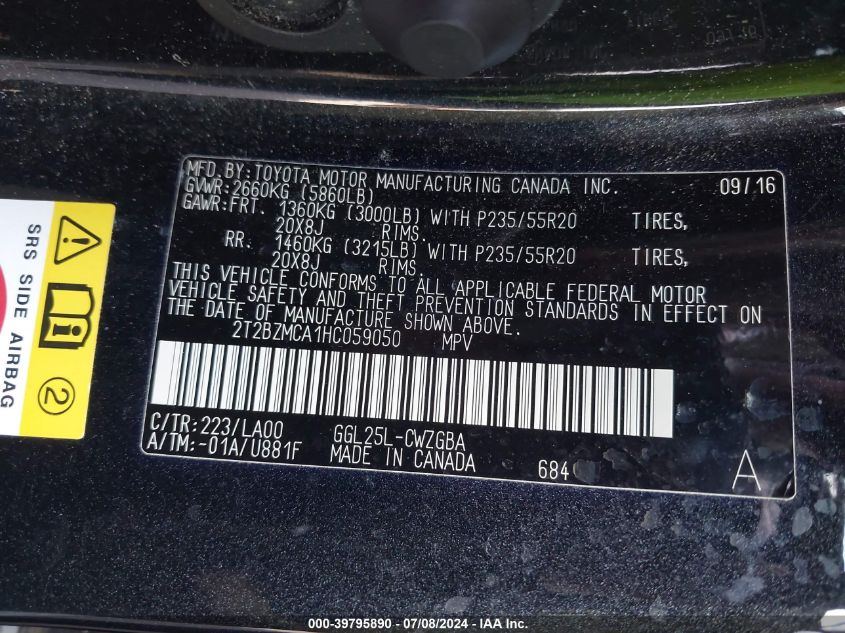 MFD. BY: TOYOTA MOTOR MANUFACTURING CANADA INC. 09/16
GVWR: 2660KG (5860LB)
GAWR: FRT. 1360KG (3000LB) WITH P235/55R20 TIRES,
20X8J RIMS.
RR. 1460KG (3215LB) WITH P235/55R20 TIRES,
20X8J RIMS.
THIS VEHICLE CONFORMS TO ALL APPLICABLE FEDERAL MOTOR
VEHICLE SAFETY AND THEFT PREVENTION STANDARDS IN EFFECT ON
THE DATE OF MANUFACTURE SHOWN ABOVE.
2T2BZMCA1HC059050 MPV
C/TR: 223/LA00 GGL25L-CWZGBA
A/TM: -01A/U881F MADE IN CANADA 684 A
SRS SIDE AIRBAG
2
000-39795890 - 07/08/2024 - IAA Inc.